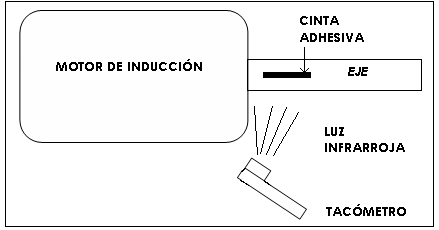 CINTA
ADHESIVA
MOTOR DE INDUCCIÓN
EJE
LUZ
INFRARROJA
TACÓMETRO